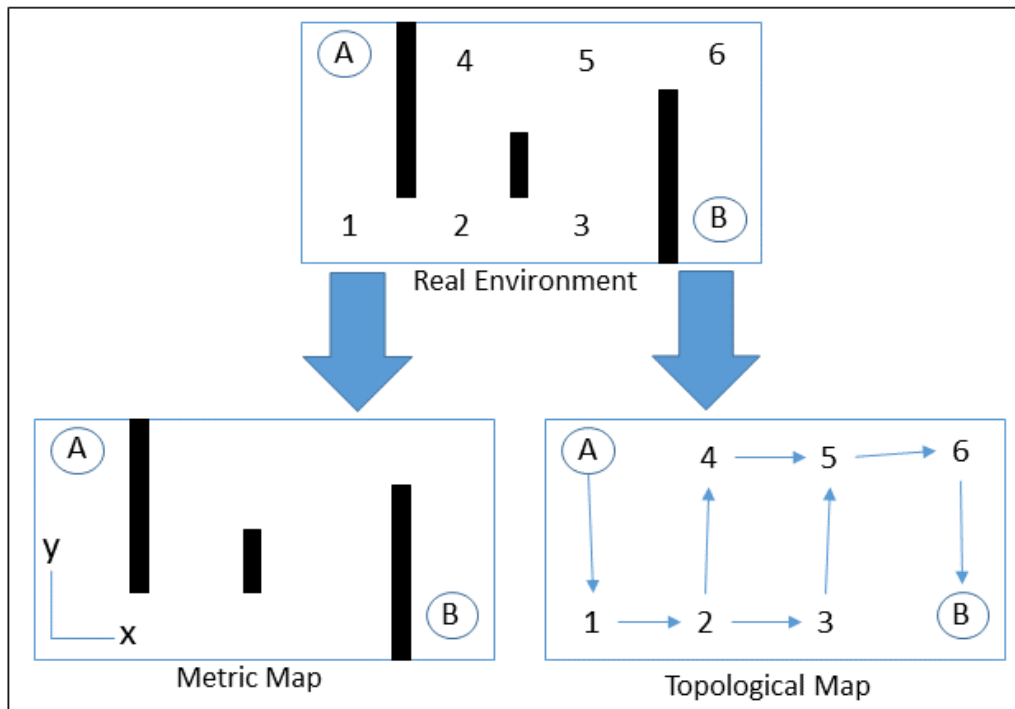 A 4 5 6
1 2 3 B
Real Environment
A
y
x
B
Metric Map
A 4 5 6
1 2 3 B
Topological Map